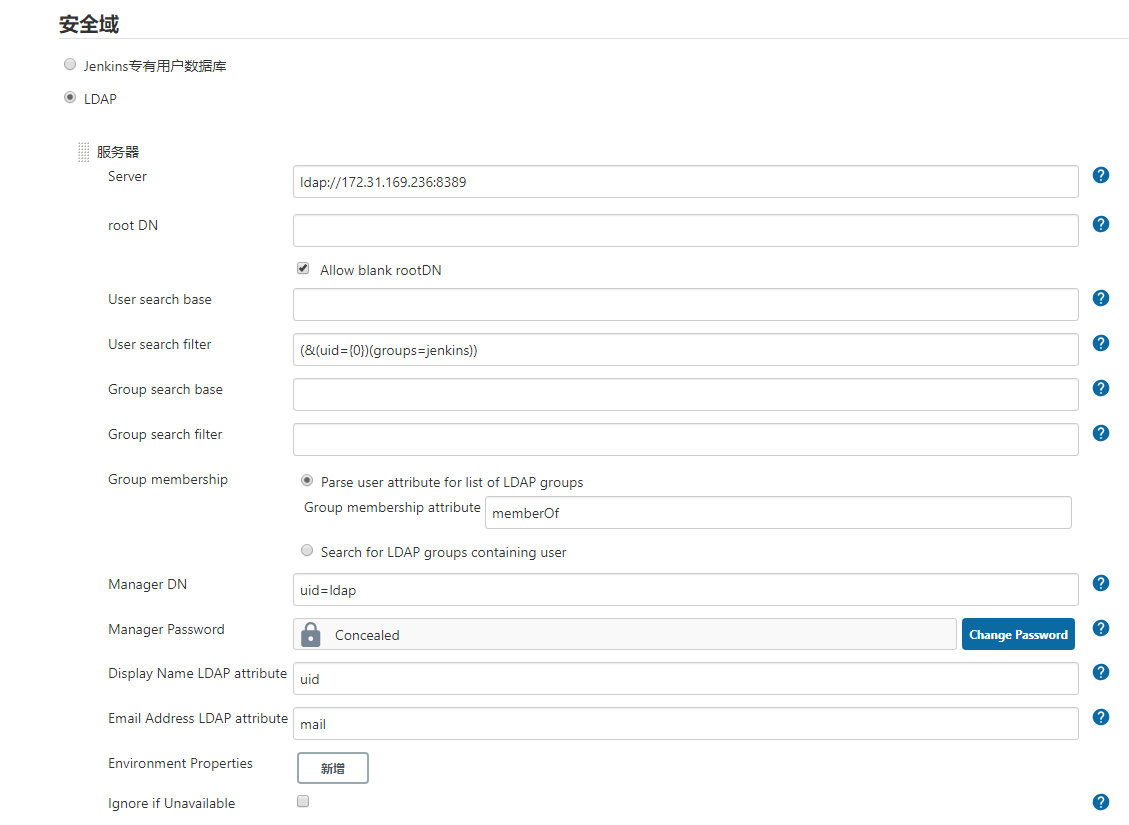 安全域
Jenkins专有用户数据库
LDAP
服务器
Server
ldap://172.31.169.236:8389
root DN
Allow blank rootDN
User search base
User search filter
(&(uid={0})(groups=jenkins))
Group search base
Group search filter
Group membership
Parse user attribute for list of LDAP groups
Group membership attribute
memberOf
Search for LDAP groups containing user
Manager DN
uid=ldap
Manager Password
Concealed
Change Password
Display Name LDAP attribute
uid
Email Address LDAP attribute
mail
Environment Properties
新增
Ignore if Unavailable